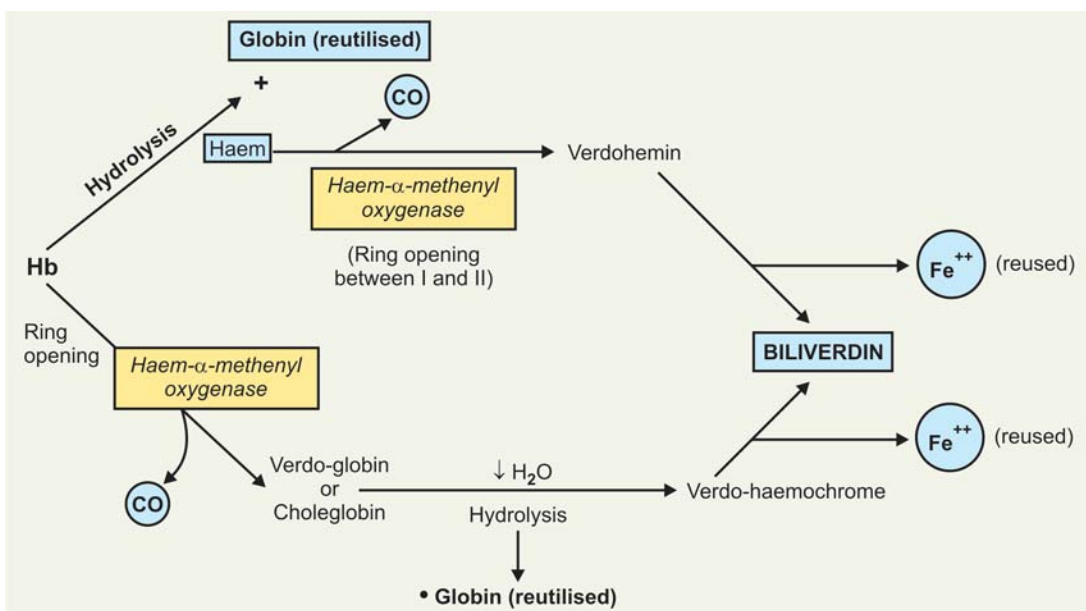 Globin (reutilised)
+
CO
Hydrolysis
Haem
Verdohemin
Haem-α-methenyl
oxygenase
(Ring opening
between I and II)
Hb
Fe++ (reused)
Ring
opening
BILIVERDIN
Haem-α-methenyl
oxygenase
Fe++ (reused)
CO
Verdo-globin
or
Choleglobin
↓ H2O
Hydrolysis
Verdo-haemochrome
• Globin (reutilised)